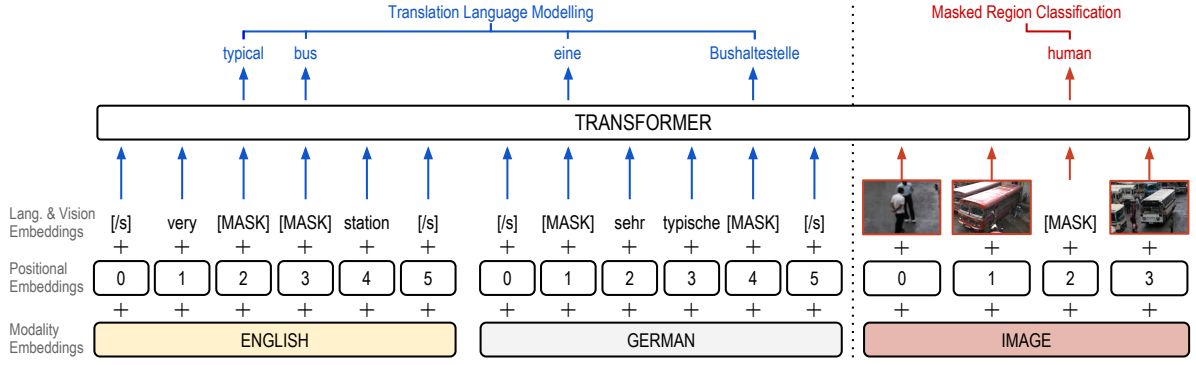 Translation Language Modelling Masked Region Classification
typical bus eine Bushaltestelle human
TRANSFORMER
Lang. & Vision Embeddings [/s] very [MASK] [MASK] station [/s] [/s] [MASK] sehr typische [MASK] [/s] [MASK]
+ + + + + + + + + + + + + + + +
Positional Embeddings 0 1 2 3 4 5 0 1 2 3 4 5 0 1 2 3
+ + + + + + + + + + + + + + + +
Modality Embeddings ENGLISH GERMAN IMAGE